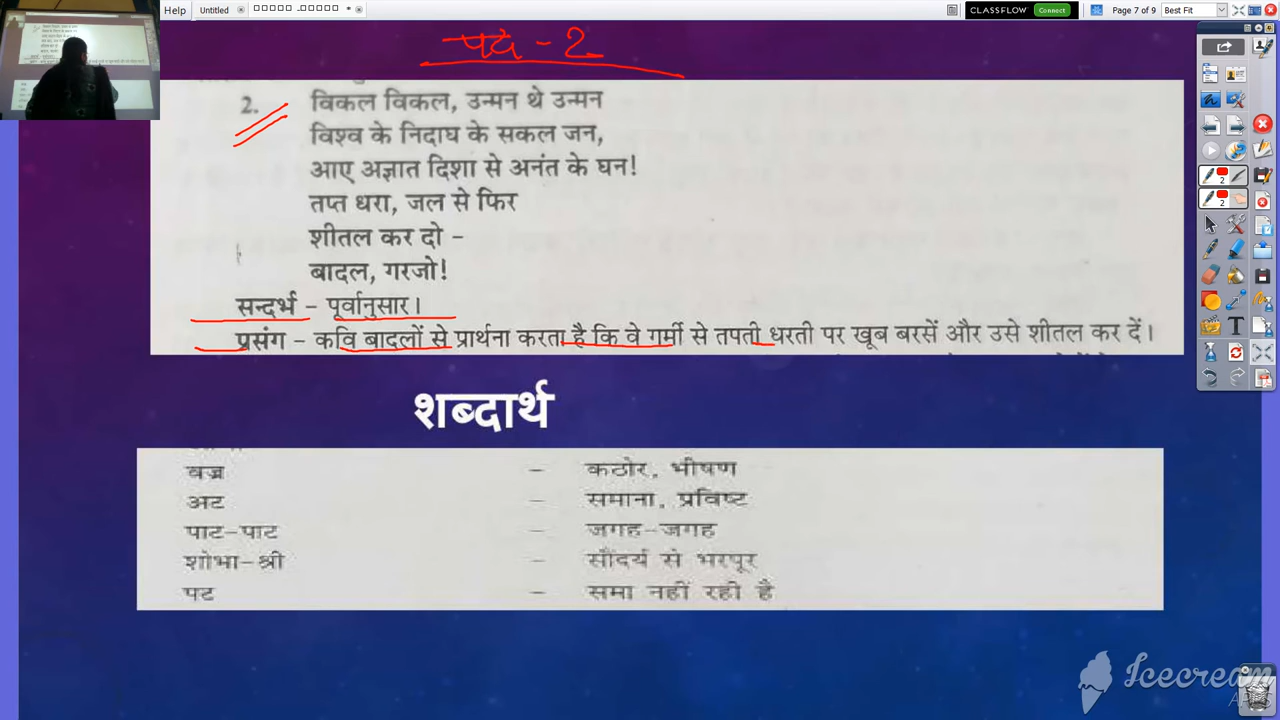 Help
Untitled
CLASSFLOW Connect
Page 7 of 9
Best Fit
पद - 2
2. विकल विकल, उन्मन थे उन्मन
विश्व के निदाघ के सकल जन,
आए अज्ञात दिशा से अनंत के घन!
तप्त धरा, जल से फिर
शीतल कर दो -
बादल, गरजो!
सन्दर्भ - पूर्वानुसार।
प्रसंग - कवि बादलों से प्रार्थना करता है कि वे गर्मी से तपती धरती पर खूब बरसें और उसे शीतल कर दें।
शब्दार्थ
वज्र - कठोर, भीषण
अट - समाना, प्रविष्ट
पाट-पाट - जगह-जगह
शोभा-श्री - सौंदर्य से भरपूर
पट - समा नहीं रही है
Icecream
APPS